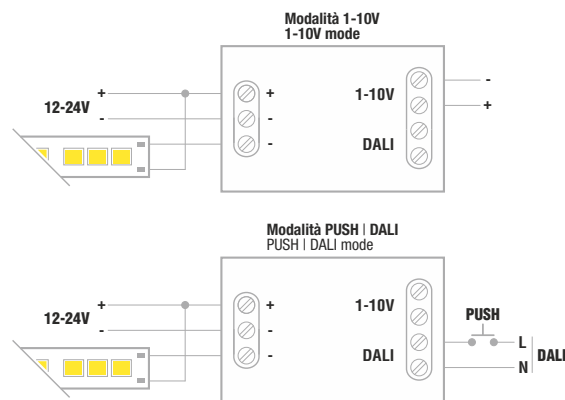 Modalità 1-10V
1-10V mode
12-24V
+
-
+
-
-
1-10V
DALI
-
+
Modalità PUSH | DALI
PUSH | DALI mode
12-24V
+
-
+
-
-
1-10V
DALI
PUSH
L
N
DALI